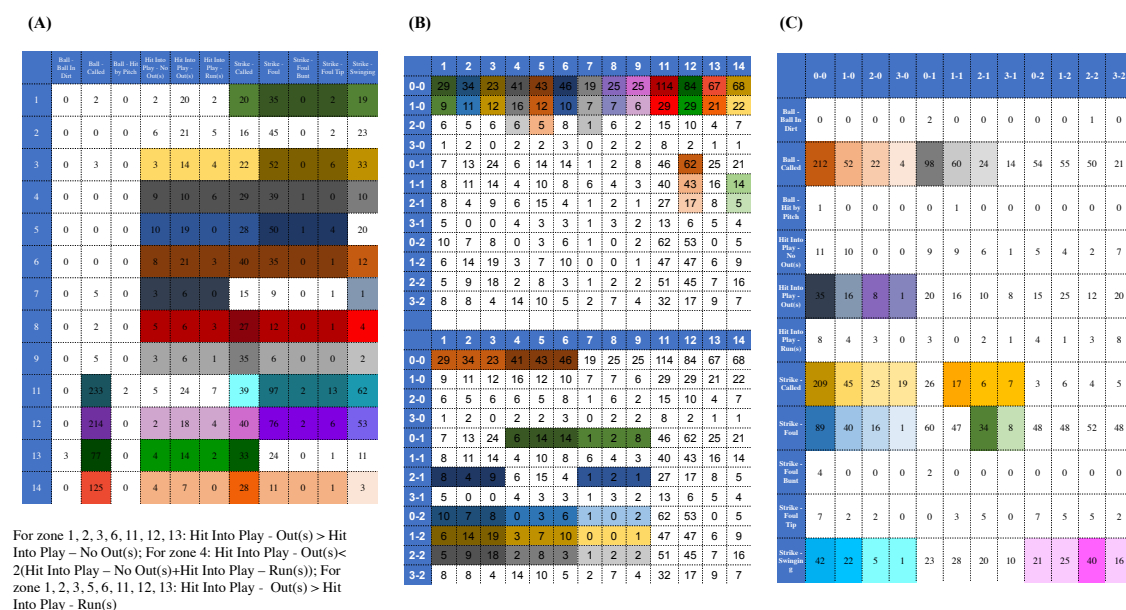 (A)
Ball - Ball In Dirt Ball - Called Ball - Hit by Pitch Hit Into Play - No Out(s) Hit Into Play - Out(s) Hit Into Play - Run(s) Strike - Called Strike - Foul Strike - Foul Bunt Strike - Foul Tip Strike - Swinging
1 0 2 0 2 20 2 20 35 0 2 19
2 0 0 0 6 21 5 16 45 0 2 23
3 0 3 0 3 14 4 22 52 0 6 33
4 0 0 0 9 10 6 29 39 1 0 10
5 0 0 0 10 19 0 28 50 1 4 20
6 0 0 0 8 21 3 40 35 0 1 12
7 0 5 0 3 6 0 15 9 0 1 1
8 0 2 0 5 6 3 27 12 0 1 4
9 0 5 0 3 6 1 35 6 0 0 2
11 0 233 2 5 24 7 39 97 2 13 62
12 0 214 0 2 18 4 40 76 2 6 53
13 3 77 0 4 14 2 33 24 0 1 11
14 0 125 0 4 7 0 28 11 0 1 3
For zone 1, 2, 3, 6, 11, 12, 13: Hit Into Play - Out(s) > Hit
Into Play – No Out(s); For zone 4: Hit Into Play - Out(s)<
2(Hit Into Play – No Out(s)+Hit Into Play – Run(s)); For
zone 1, 2, 3, 5, 6, 11, 12, 13: Hit Into Play - Out(s) > Hit
Into Play - Run(s)
(B)
1 2 3 4 5 6 7 8 9 11 12 13 14
0-0 29 34 23 41 43 46 19 25 25 114 84 67 68
1-0 9 11 12 16 12 10 7 7 6 29 29 21 22
2-0 6 5 6 6 5 8 1 6 2 15 10 4 7
3-0 1 2 0 2 2 3 0 2 2 8 2 1 1
0-1 7 13 24 6 14 14 1 2 8 46 62 25 21
1-1 8 11 14 4 10 8 6 4 3 40 43 16 14
2-1 8 4 9 6 15 4 1 2 1 27 17 8 5
3-1 5 0 0 4 3 3 1 3 2 13 6 5 4
0-2 10 7 8 0 3 6 1 0 2 62 53 0 5
1-2 6 14 19 3 7 10 0 0 1 47 47 6 9
2-2 5 9 18 2 8 3 1 2 2 51 45 7 16
3-2 8 8 4 14 10 5 2 7 4 32 17 9 7
1 2 3 4 5 6 7 8 9 11 12 13 14
0-0 29 34 23 41 43 46 19 25 25 114 84 67 68
1-0 9 11 12 16 12 10 7 7 6 29 29 21 22
2-0 6 5 6 6 5 8 1 6 2 15 10 4 7
3-0 1 2 0 2 2 3 0 2 2 8 2 1 1
0-1 7 13 24 6 14 14 1 2 8 46 62 25 21
1-1 8 11 14 4 10 8 6 4 3 40 43 16 14
2-1 8 4 9 6 15 4 1 2 1 27 17 8 5
3-1 5 0 0 4 3 3 1 3 2 13 6 5 4
0-2 10 7 8 0 3 6 1 0 2 62 53 0 5
1-2 6 14 19 3 7 10 0 0 1 47 47 6 9
2-2 5 9 18 2 8 3 1 2 2 51 45 7 16
3-2 8 8 4 14 10 5 2 7 4 32 17 9 7
(C)
0-0 1-0 2-0 3-0 0-1 1-1 2-1 3-1 0-2 1-2 2-2 3-2
Ball - Ball In Dirt 0 0 0 0 2 0 0 0 0 0 1 0
Ball - Called 212 52 22 4 98 60 24 14 54 55 50 21
Ball - Hit by Pitch 1 0 0 0 0 1 0 0 0 0 0 0
Hit Into Play - No Out(s) 11 10 0 0 9 9 6 1 5 4 2 7
Hit Into Play - Out(s) 35 16 8 1 20 16 10 8 15 25 12 20
Hit Into Play - Run(s) 8 4 3 0 3 0 2 1 4 1 3 8
Strike - Called 209 45 25 19 26 17 6 7 3 6 4 5
Strike - Foul 89 40 16 1 60 47 34 8 48 48 52 48
Strike - Foul Bunt 4 0 0 0 2 0 0 0 0 0 0 0
Strike - Foul Tip 7 2 2 0 0 5 7 0 5 7 2 1
Strike - Swinging 42 22 5 1 23 28 20 10 21 25 40 16